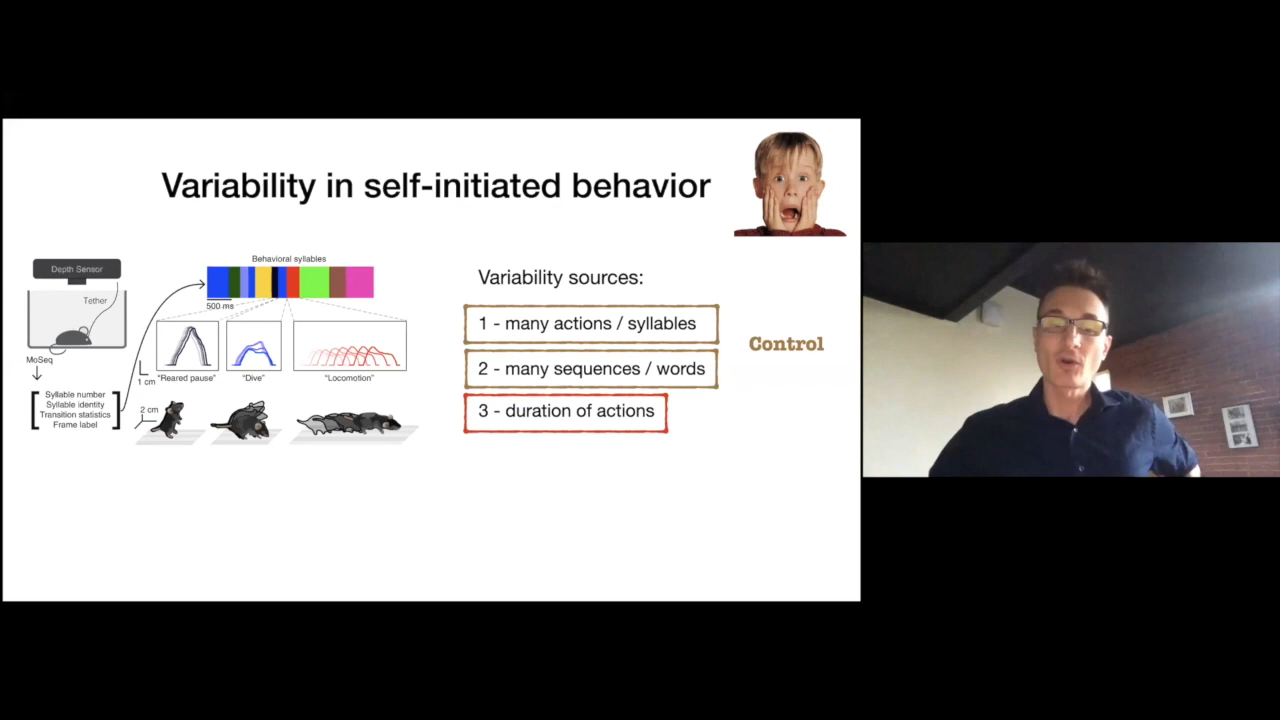 Variability in self-initiated behavior
Depth Sensor
Tether
MoSeq
Syllable number
Syllable identity
Transition statistics
Frame label
Behavioral syllables
500 ms
1 cm
"Reared pause"
"Dive"
"Locomotion"
2 cm
Variability sources:
1 - many actions / syllables
2 - many sequences / words
3 - duration of actions
Control